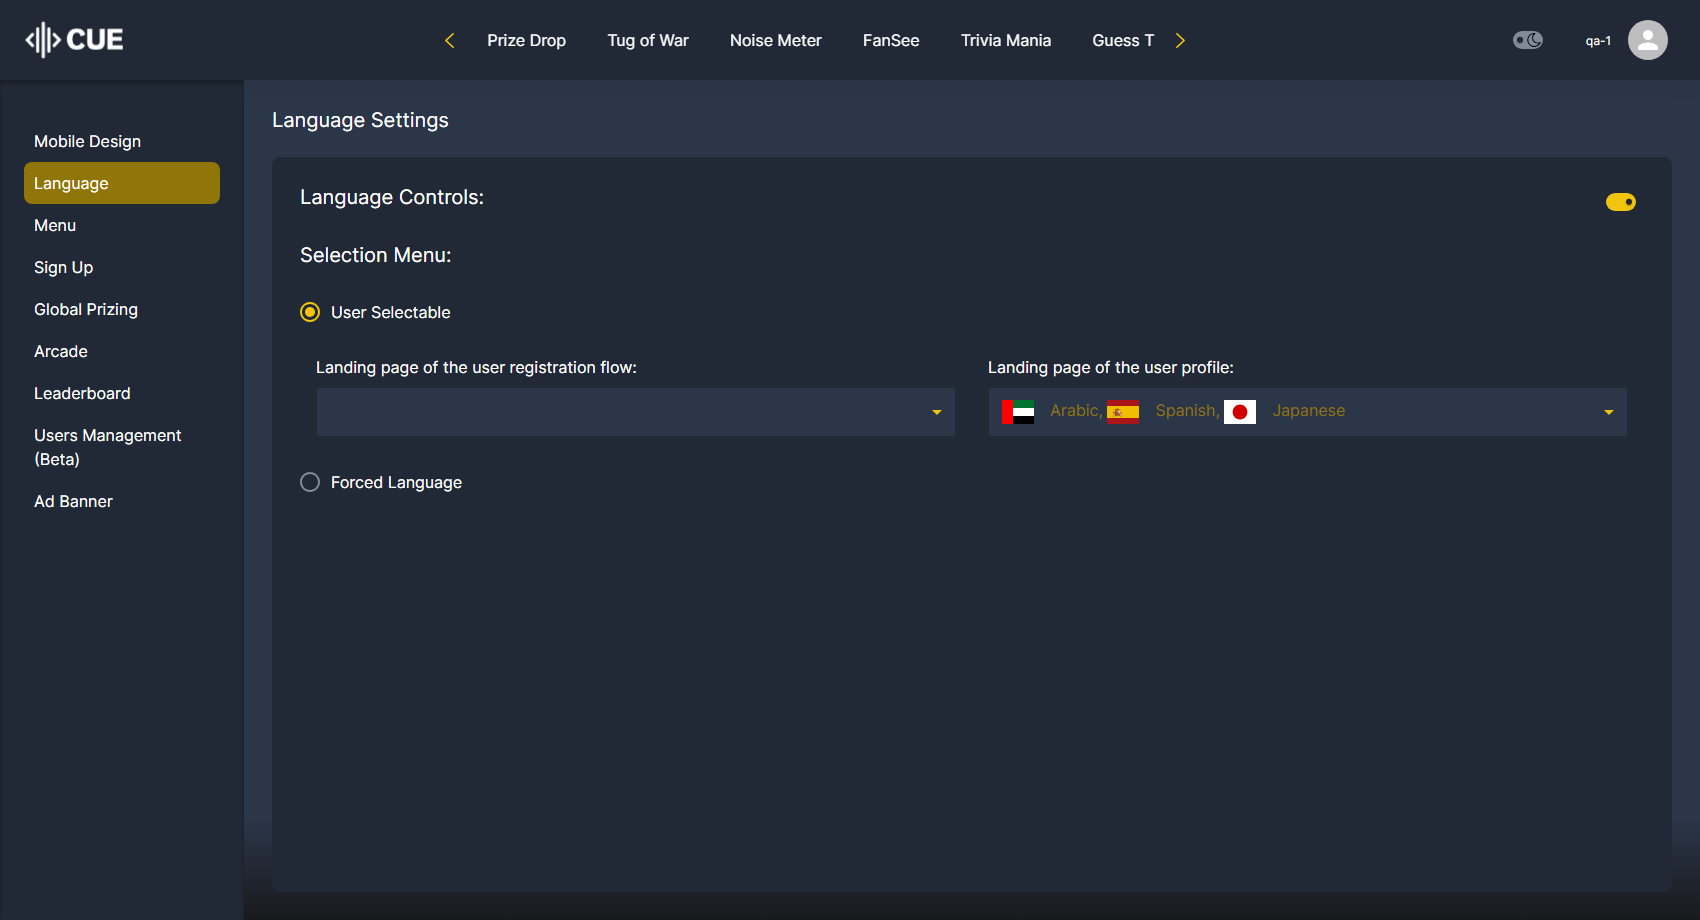 CUE
Prize Drop
Tug of War
Noise Meter
FanSee
Trivia Mania
Guess T
qa-1
Mobile Design
Language
Menu
Sign Up
Global Prizing
Arcade
Leaderboard
Users Management
(Beta)
Ad Banner
Language Settings
Language Controls:
Selection Menu:
User Selectable
Landing page of the user registration flow:
Landing page of the user profile:
Arabic, Spanish, Japanese
Forced Language